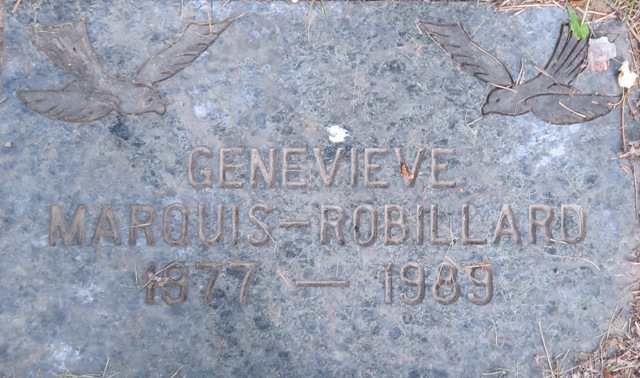 GENEVIEVE
MARQUIS-ROBILLARD
1977 - 1989